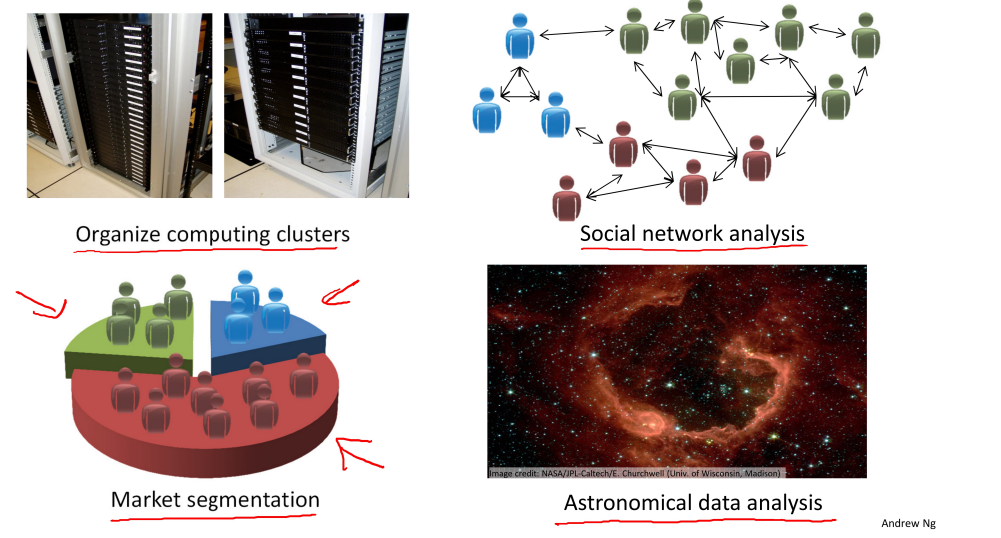 Organize computing clusters
Social network analysis
Market segmentation
Image credit: NASA/JPL-Caltech/E. Churchwell (Univ. of Wisconsin, Madison)
Astronomical data analysis
Andrew Ng